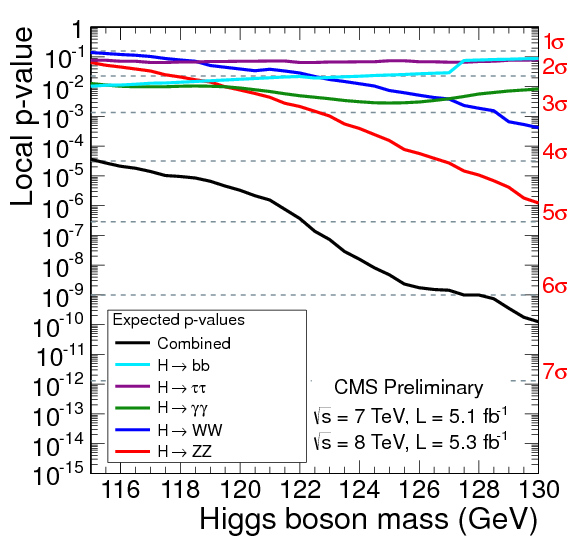 Local p-value
1
10⁻¹
10⁻²
10⁻³
10⁻⁴
10⁻⁵
10⁻⁶
10⁻⁷
10⁻⁸
10⁻⁹
10⁻¹⁰
10⁻¹¹
10⁻¹²
10⁻¹³
10⁻¹⁴
10⁻¹⁵
1σ
2σ
3σ
4σ
5σ
6σ
7σ
Expected p-values
Combined
H→bb
H→ττ
H→γγ
H→WW
H→ZZ
CMS Preliminary
√s = 7 TeV, L = 5.1 fb⁻¹
√s = 8 TeV, L = 5.3 fb⁻¹
116 118 120 122 124 126 128 130
Higgs boson mass (GeV)